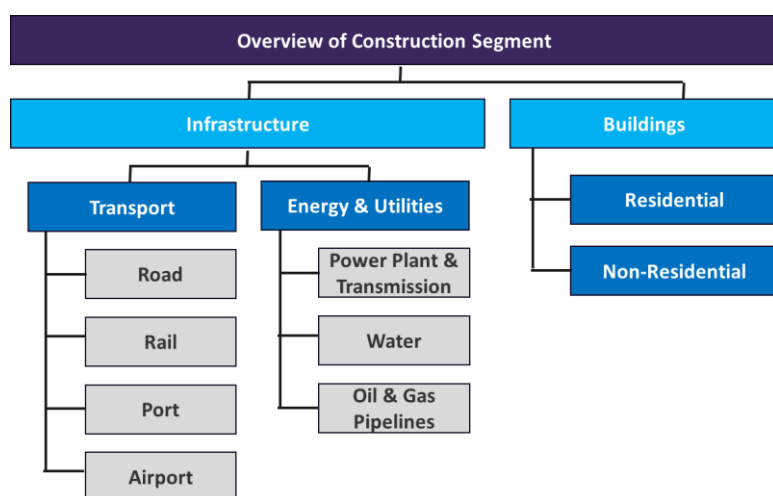 Overview of Construction Segment
Infrastructure
Buildings
Transport
Energy & Utilities
Residential
Non-Residential
Road
Rail
Port
Airport
Power Plant &
Transmission
Water
Oil & Gas
Pipelines